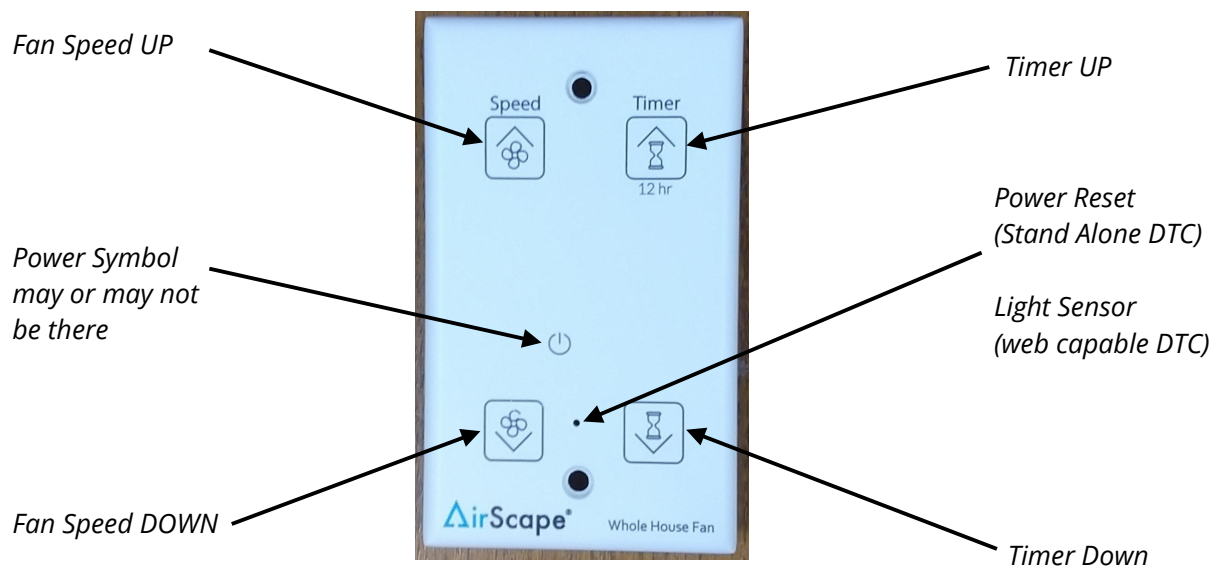 Fan Speed UP
Timer UP
Speed
Timer
12 hr
Power Reset
(Stand Alone DTC)
Power Symbol
may or may not
be there
Light Sensor
(web capable DTC)
AirScape®
Whole House Fan
Fan Speed DOWN
Timer Down